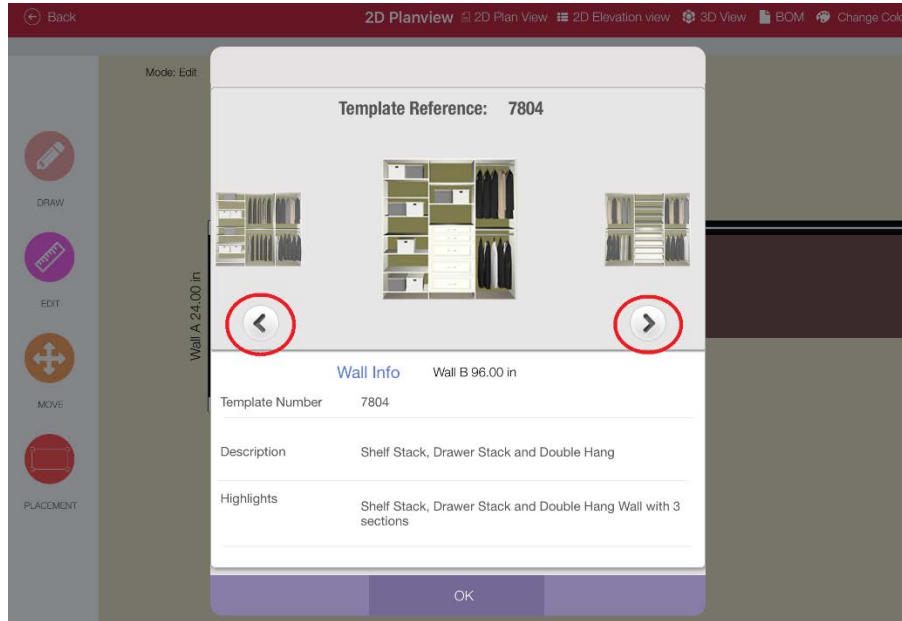 Back
2D Planview 2D Plan View 2D Elevation view 3D View BOM Change Colo
Mode: Edit
Template Reference: 7804
DRAW
EDIT
MOVE
PLACEMENT
Wall A 24.00 in
Wall Info Wall B 96.00 in
Template Number 7804
Description Shelf Stack, Drawer Stack and Double Hang
Highlights Shelf Stack, Drawer Stack and Double Hang Wall with 3
sections
OK